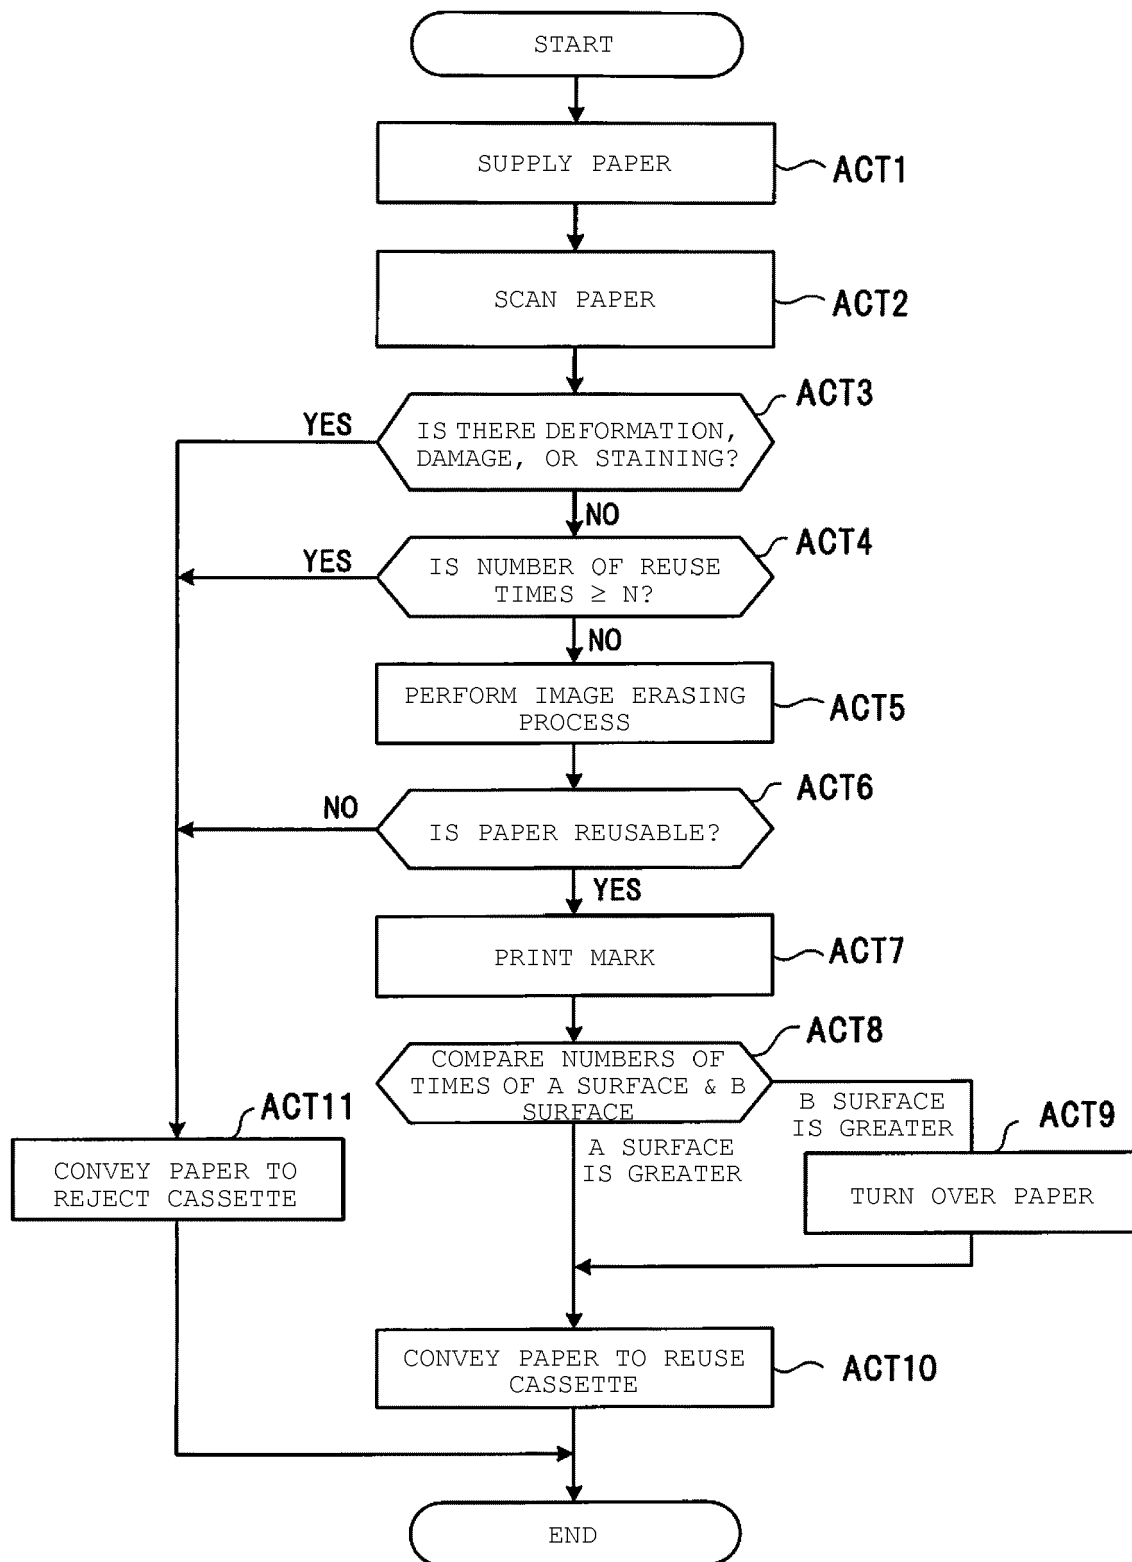 START
SUPPLY PAPER
ACT1
SCAN PAPER
ACT2
ACT3
YES
IS THERE DEFORMATION,
DAMAGE, OR STAINING?
NO
ACT4
YES
IS NUMBER OF REUSE
TIMES ≥ N?
NO
PERFORM IMAGE ERASING
PROCESS
ACT5
ACT6
NO
IS PAPER REUSABLE?
YES
PRINT MARK
ACT7
ACT8
COMPARE NUMBERS OF
TIMES OF A SURFACE & B
SURFACE
B SURFACE
IS GREATER
ACT9
A SURFACE
IS GREATER
TURN OVER PAPER
ACT11
CONVEY PAPER TO
REJECT CASSETTE
CONVEY PAPER TO REUSE
CASSETTE
ACT10
END